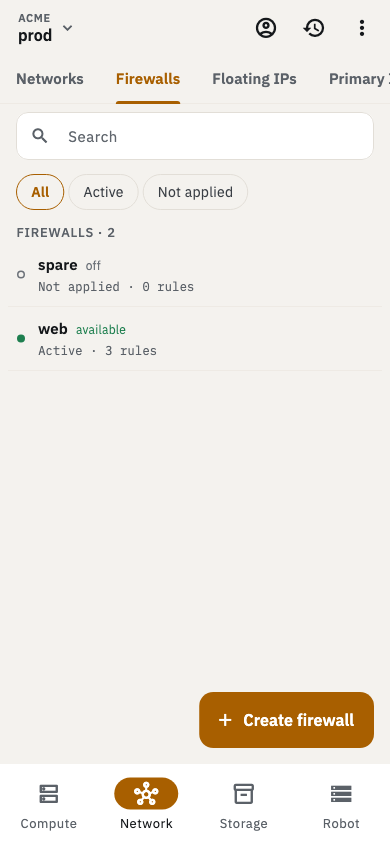 ACME
prod
Networks Firewalls Floating IPs Primary
Search
All Active Not applied
FIREWALLS · 2
spare off
Not applied · 0 rules
web available
Active · 3 rules
+ Create firewall
Compute Network Storage Robot